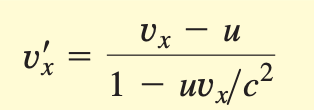 v′ₓ = (vₓ − u) / (1 − uvₓ/c²)